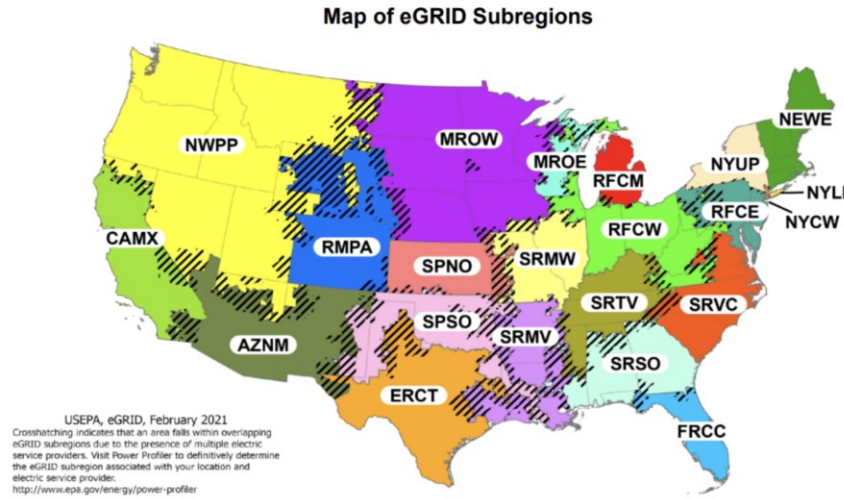 Map of eGRID Subregions
NEWE
NWPP
MROW
MROE
NYUP
RFCM
NYLI
RFCE
NYCW
CAMX
RFCW
RMPA
SPNO
SRMW
SRTV
SRVC
SPSO
SRMV
AZNM
SRSO
ERCT
FRCC
USEPA, eGRID, February 2021
Crosshatching indicates that an area falls within overlapping
eGRID subregions due to the presence of multiple electric
service providers. Visit Power Profiler to definitively determine
the eGRID subregion associated with your location and
electric service provider.
http://www.epa.gov/energy/power-profiler